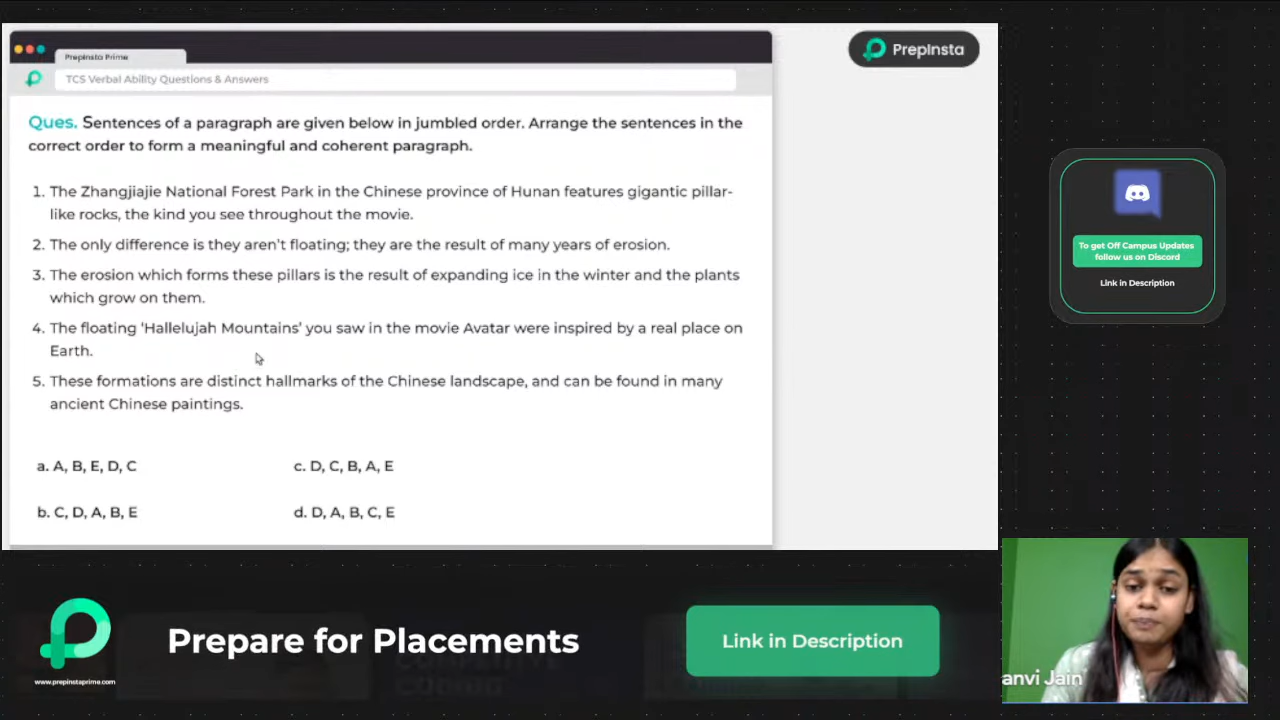 PrepInsta Prime
TCS Verbal Ability Questions & Answers
PrepInsta
Ques. Sentences of a paragraph are given below in jumbled order. Arrange the sentences in the
correct order to form a meaningful and coherent paragraph.
1. The Zhangjiajie National Forest Park in the Chinese province of Hunan features gigantic pillar-
like rocks, the kind you see throughout the movie.
2. The only difference is they aren't floating; they are the result of many years of erosion.
3. The erosion which forms these pillars is the result of expanding ice in the winter and the plants
which grow on them.
4. The floating 'Hallelujah Mountains' you saw in the movie Avatar were inspired by a real place on
Earth.
5. These formations are distinct hallmarks of the Chinese landscape, and can be found in many
ancient Chinese paintings.
a. A, B, E, D, C
c. D, C, B, A, E
b. C, D, A, B, E
d. D, A, B, C, E
To get Off Campus Updates
follow us on Discord
Link in Description
Prepare for Placements
Link in Description
www.prepinstaprime.com
anvi Jain